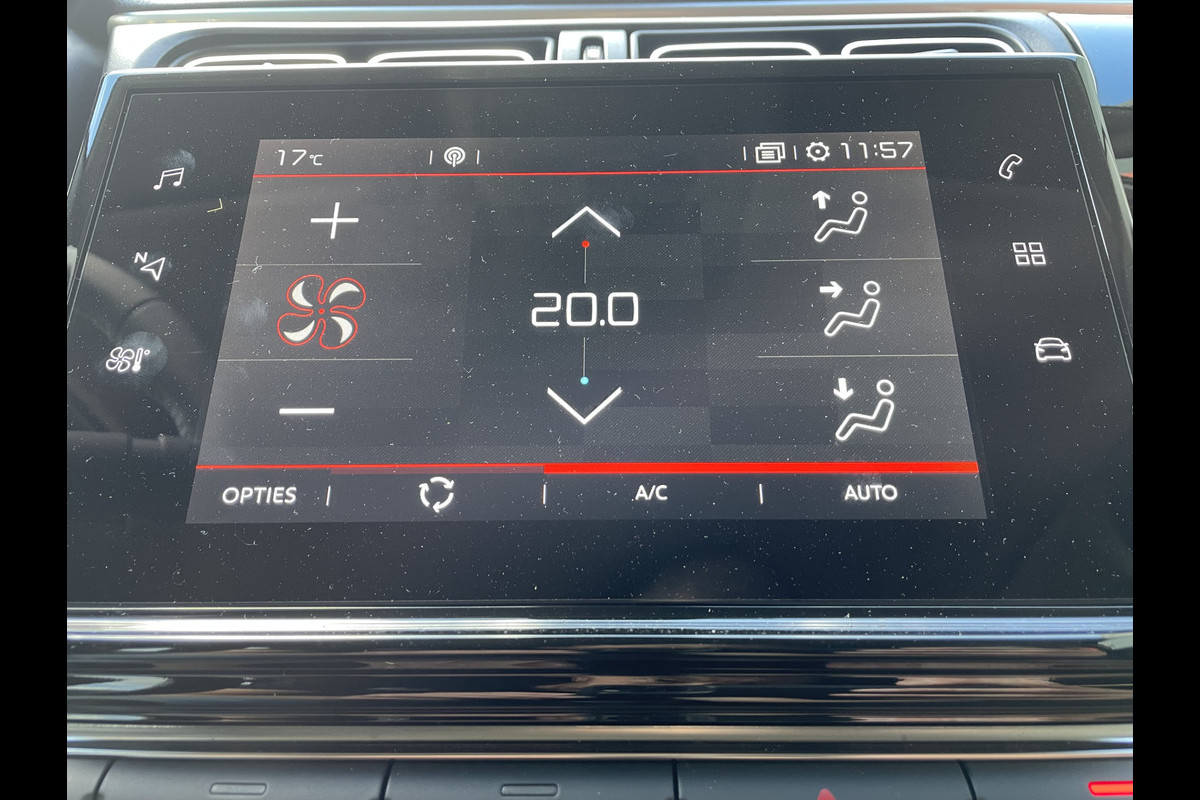 17°C
11:57
N
20.0
OPTIES
A/C
AUTO